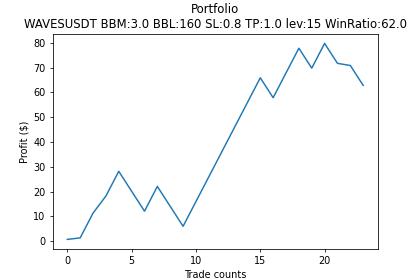 Portfolio
WAVESUSDT BBM:3.0 BBL:160 SL:0.8 TP:1.0 lev:15 WinRatio:62.0
80
70
60
50
40
30
20
10
0
Profit ($)
0 5 10 15 20
Trade counts